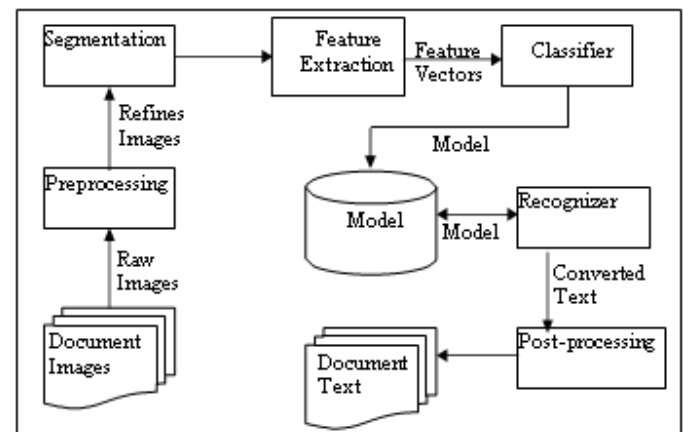 Segmentation
Feature
Extraction
Feature
Vectors
Classifier
Refines
Images
Model
Preprocessing
Model
Model
Recognizer
Raw
Images
Converted
Text
Document
Images
Document
Text
Post-processing